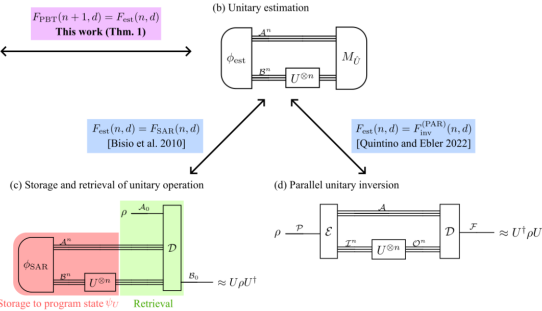 F_PBT(n + 1, d) = F_est(n, d)
This work (Thm. 1)
(b) Unitary estimation
𝒜^n
ϕ_est
M_Û
ℬ^n
U^⊗n
F_est(n, d) = F_SAR(n, d)
[Bisio et al. 2010]
F_est(n, d) = F_inv^(PAR)(n, d)
[Quintino and Ebler 2022]
(c) Storage and retrieval of unitary operation
(d) Parallel unitary inversion
ρ
𝒜_0
𝒜^n
𝒟
ϕ_SAR
ℬ^n
U^⊗n
ℬ_0
≈ UρU^†
Storage to program state ψ_U
Retrieval
𝒜
ρ
𝒫
ℰ
𝒟
ℱ
≈ U^†ρU
ℐ^n
U^⊗n
𝒪^n